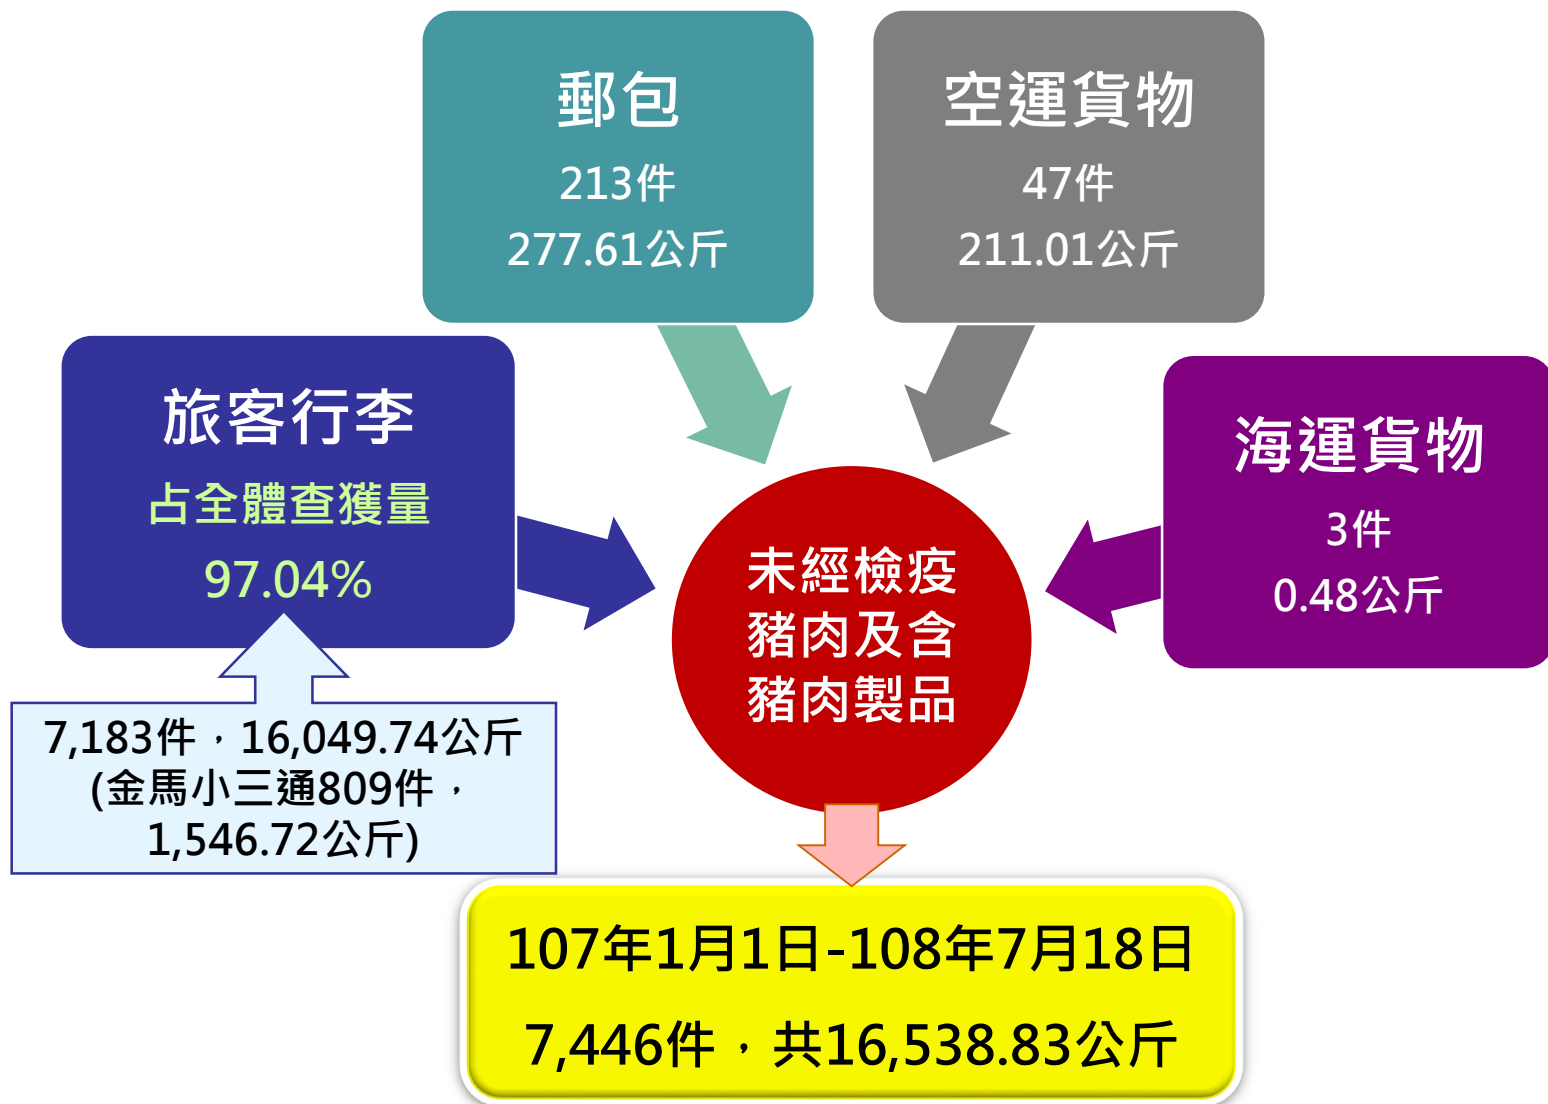 郵包
213件
277.61公斤
空運貨物
47件
211.01公斤
旅客行李
占全體查獲量
97.04%
海運貨物
3件
0.48公斤
未經檢疫
豬肉及含
豬肉製品
7,183件，16,049.74公斤
(金馬小三通809件，
1,546.72公斤)
107年1月1日-108年7月18日
7,446件，共16,538.83公斤